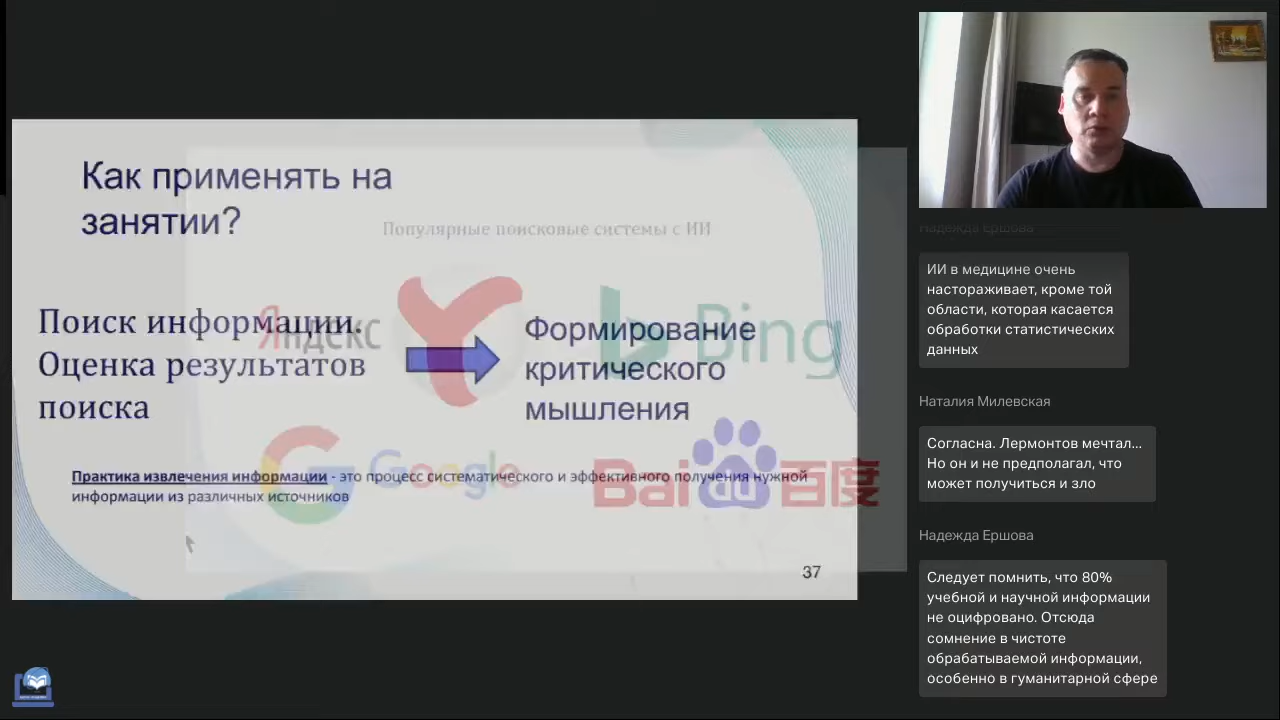 Как применять на
занятии?
Популярные поисковые системы с ИИ
Поиск информации.
Оценка результатов
поиска
Яндекс
Формирование
критического
мышления
Bing
Google
Baidu百度
Практика извлечения информации - это процесс систематического и эффективного получения нужной
информации из различных источников
37
Надежда Ершова
ИИ в медицине очень
настораживает, кроме той
области, которая касается
обработки статистических
данных
Наталия Милевская
Согласна. Лермонтов мечтал...
Но он и не предполагал, что
может получиться и зло
Надежда Ершова
Следует помнить, что 80%
учебной и научной информации
не оцифровано. Отсюда
сомнение в чистоте
обрабатываемой информации,
особенно в гуманитарной сфере